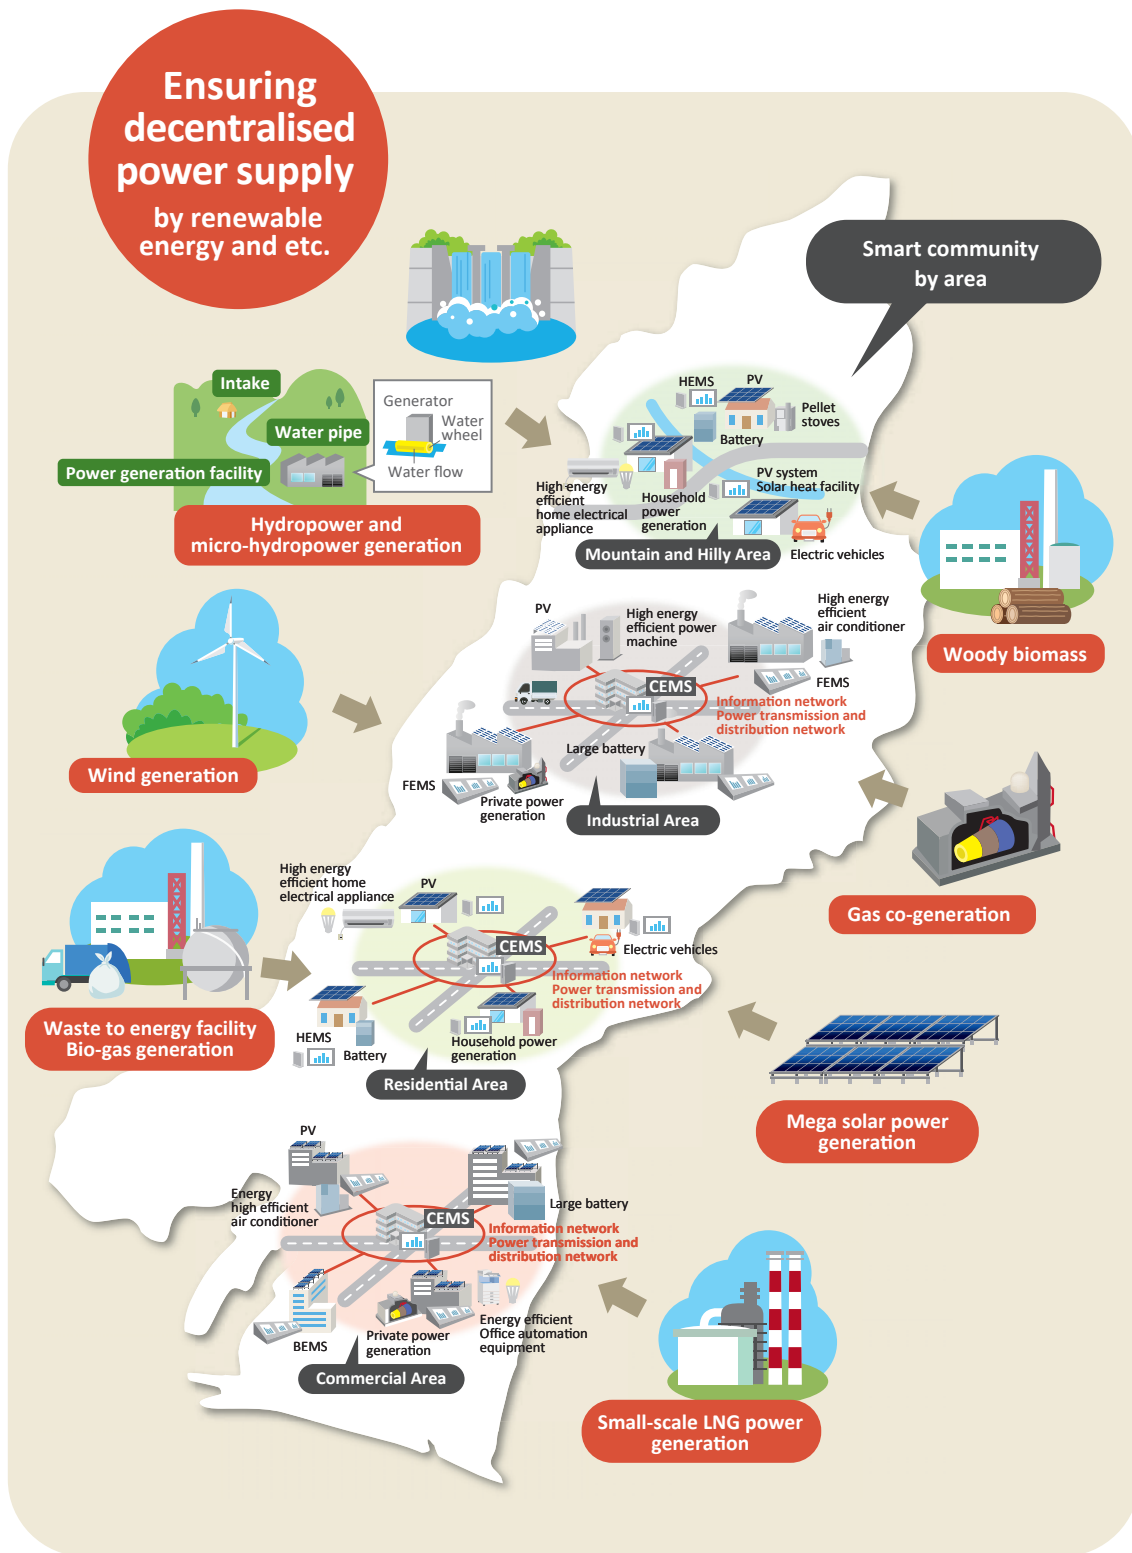 Ensuring
decentralised
power supply
by renewable
energy and etc.
Smart community
by area
Intake
Water pipe
Power generation facility
Generator
Water
wheel
Water flow
Hydropower and
micro-hydropower generation
HEMS
PV
Pellet
stoves
Battery
PV system
Solar heat facility
High energy
efficient
home electrical
appliance
Household
power
generation
Mountain and Hilly Area
Electric vehicles
Woody biomass
PV
High energy
efficient power
machine
High energy
efficient
air conditioner
CEMS
FEMS
Information network
Power transmission and
distribution network
Large battery
FEMS
Private power
generation
Industrial Area
Wind generation
Gas co-generation
High energy
efficient home
electrical appliance
PV
CEMS
Electric vehicles
Information network
Power transmission and
distribution network
HEMS
Battery
Household power
generation
Residential Area
Waste to energy facility
Bio-gas generation
Mega solar power
generation
PV
Energy
high efficient
air conditioner
Large battery
CEMS
Information network
Power transmission and
distribution network
BEMS
Private power
generation
Energy efficient
Office automation
equipment
Commercial Area
Small-scale LNG power
generation